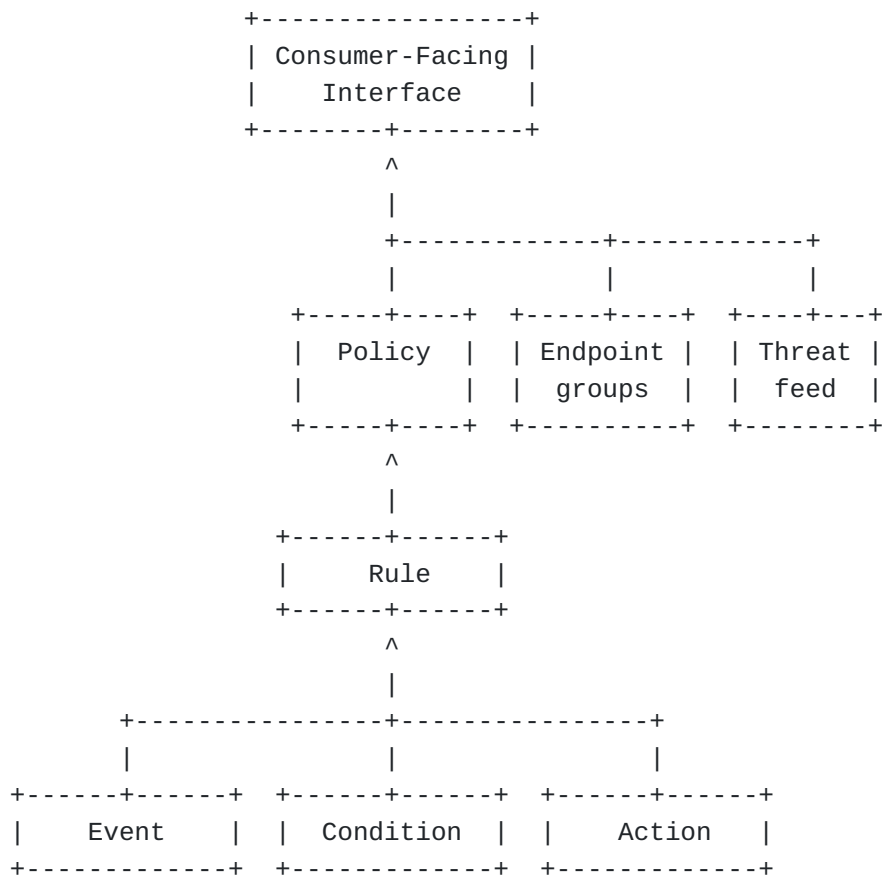 Consumer-Facing
Interface
Policy Endpoint Threat
groups feed
Rule
Event Condition Action